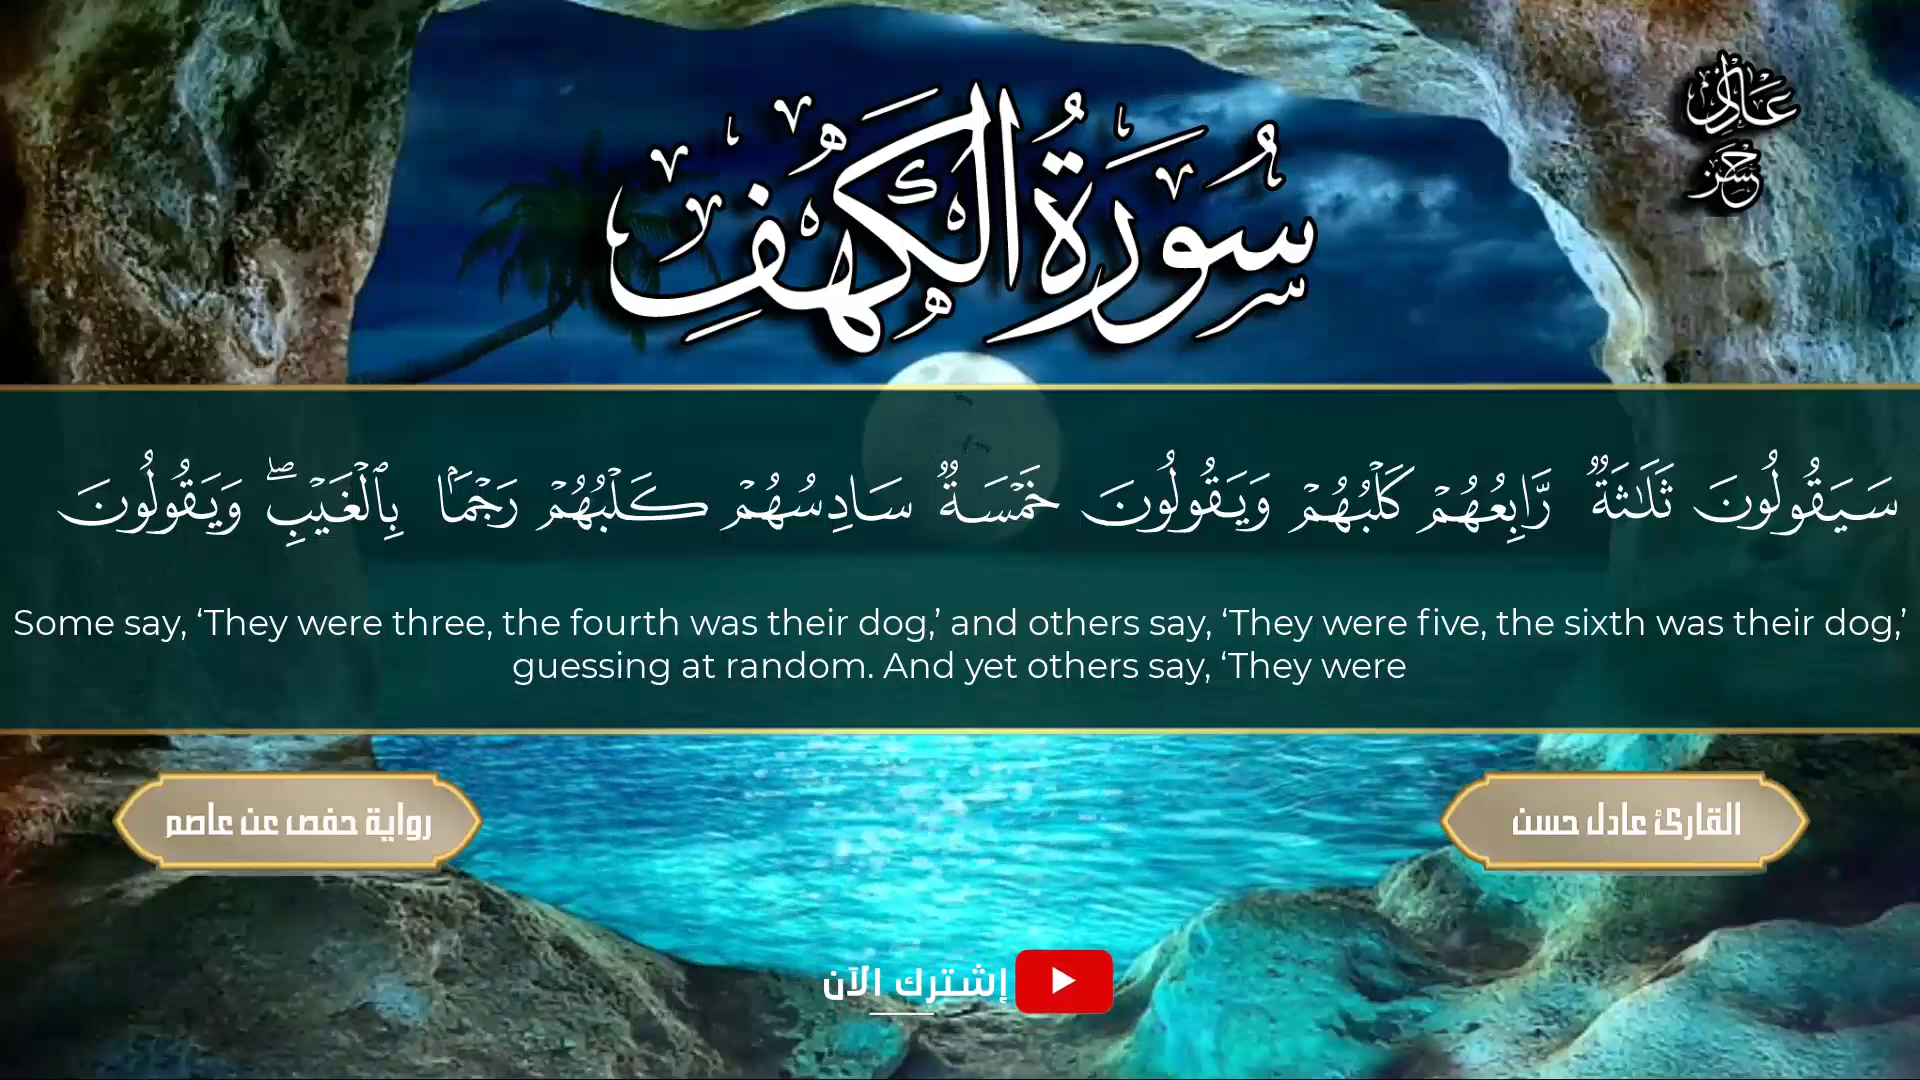 سُورَةُ الْكَهْفِ
عادل
حسن
سَيَقُولُونَ ثَلَٰثَةٌ رَّابِعُهُمْ كَلْبُهُمْ وَيَقُولُونَ خَمْسَةٌ سَادِسُهُمْ كَلْبُهُمْ رَجْمًۢا بِٱلْغَيْبِ ۖ وَيَقُولُونَ
Some say, ‘They were three, the fourth was their dog,’ and others say, ‘They were five, the sixth was their dog,’
guessing at random. And yet others say, ‘They were
القارئ عادل حسن
رواية حفص عن عاصم
إشترك الآن